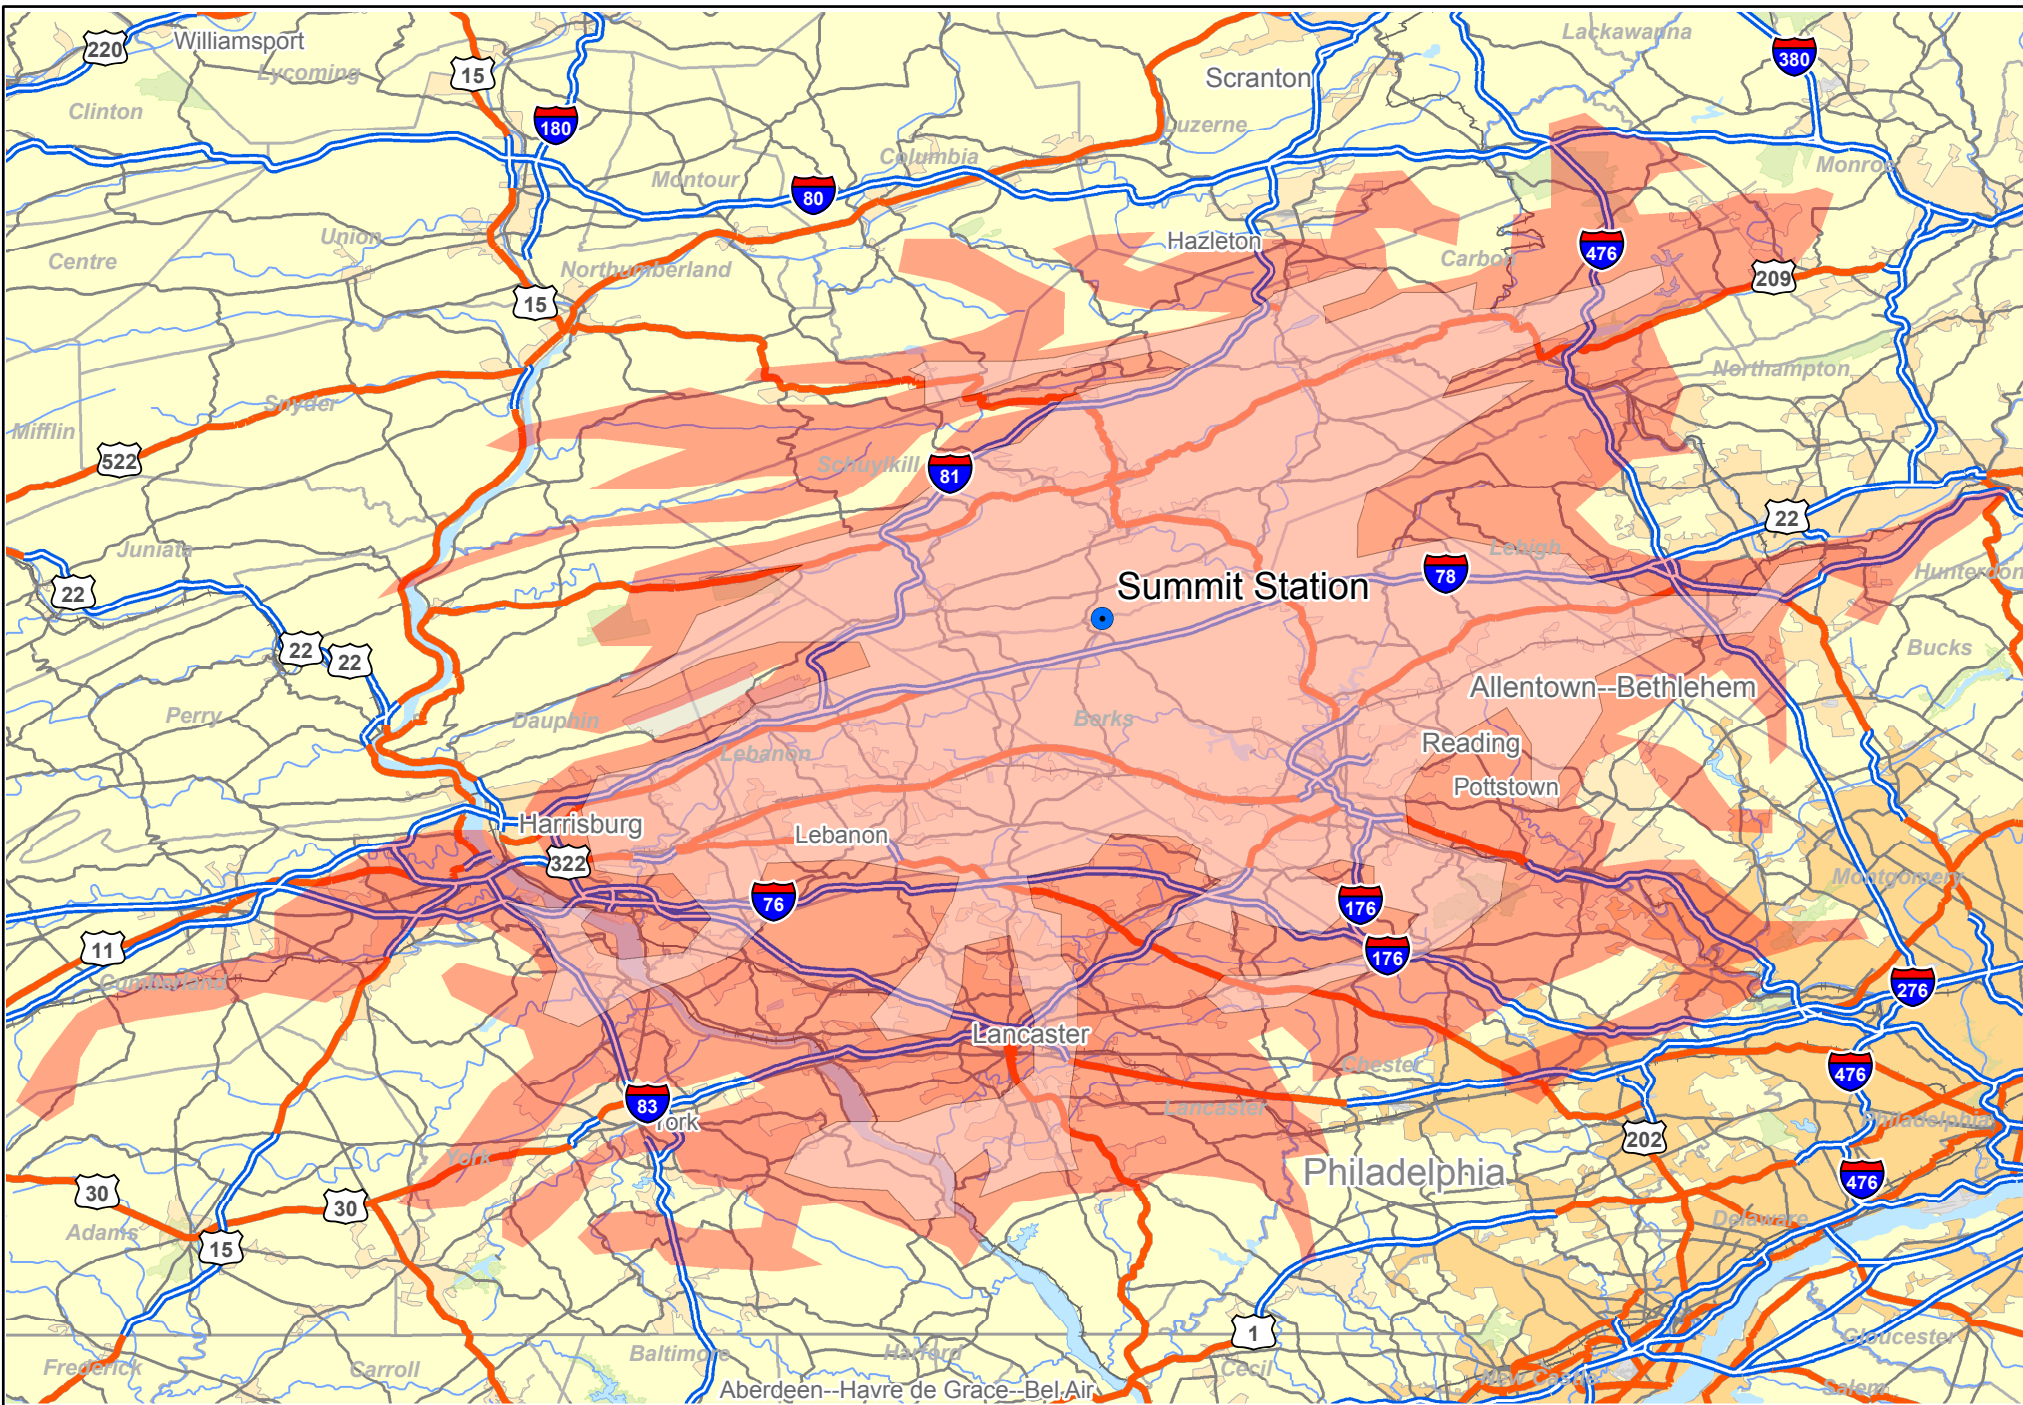 220
Williamsport
Lycoming
15
Clinton
180
Scranton
Lackawanna
380
Luzerne
Columbia
Montour
80
Monroe
Union
Centre
Northumberland
Hazleton
Carbon
476
209
15
Northampton
Snyder
Mifflin
522
Schuylkill
81
22
Juniata
22
Lehigh
78
Hunterdon
Summit Station
22
22
Bucks
Perry
Dauphin
Berks
Allentown--Bethlehem
Lebanon
Reading
Pottstown
Harrisburg
Lebanon
322
76
176
Montgomery
11
176
Cumberland
276
Lancaster
Chester
476
83
York
Lancaster
Philadelphia
202
York
Philadelphia
476
30
30
Adams
15
Delaware
1
Gloucester
Frederick
Carroll
Baltimore
Harford
Cecil
New Castle
Salem
Aberdeen--Havre de Grace--Bel Air